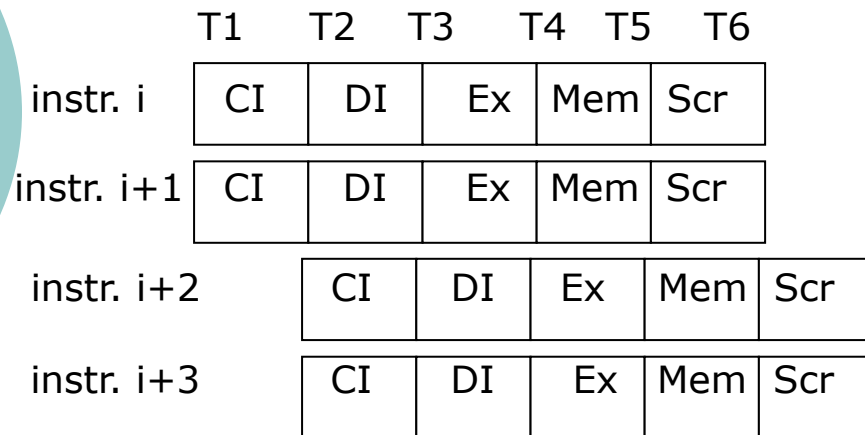 T1 T2 T3 T4 T5 T6
instr. i CI DI Ex Mem Scr
instr. i+1 CI DI Ex Mem Scr
instr. i+2 CI DI Ex Mem Scr
instr. i+3 CI DI Ex Mem Scr